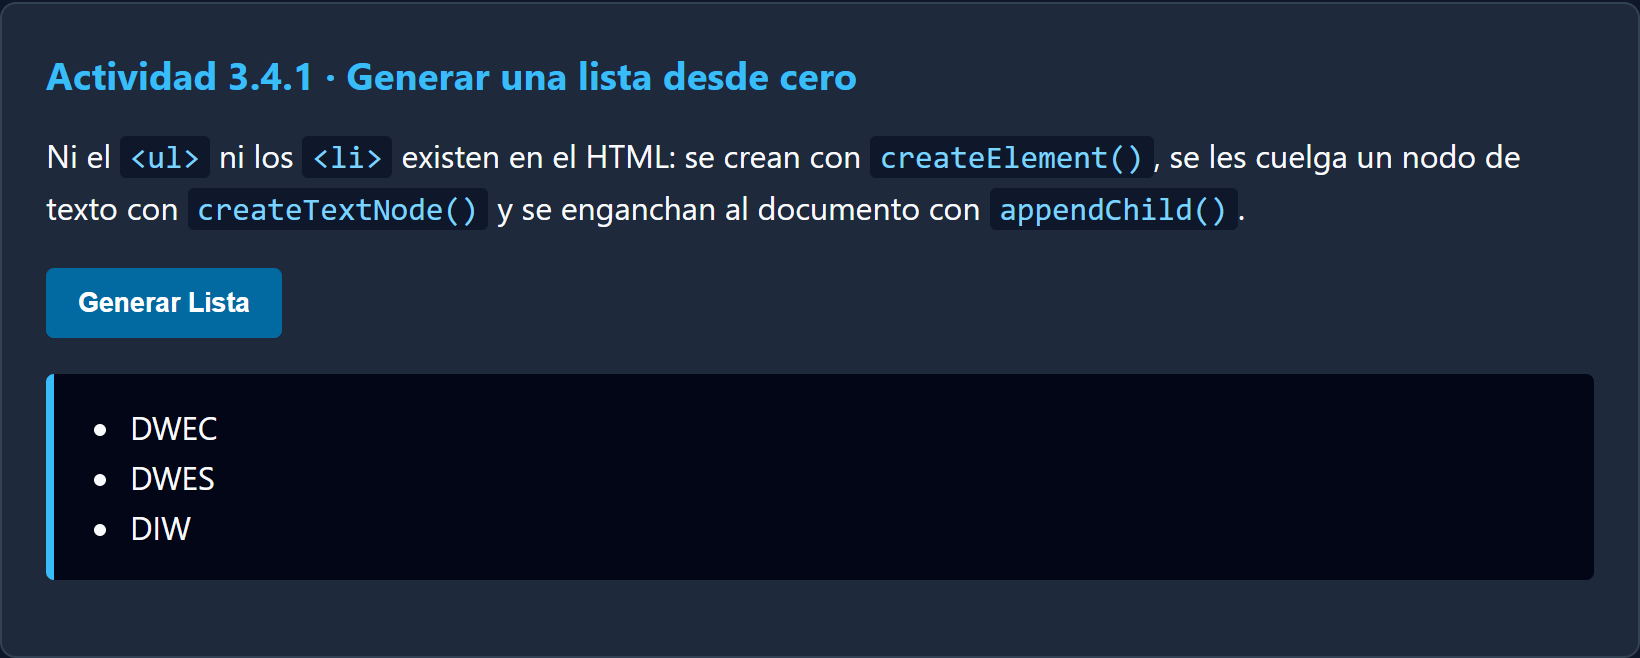 Actividad 3.4.1 · Generar una lista desde cero
Ni el <ul> ni los <li> existen en el HTML: se crean con createElement(), se les cuelga un nodo de
texto con createTextNode() y se enganchan al documento con appendChild().
Generar Lista
• DWEC
• DWES
• DIW